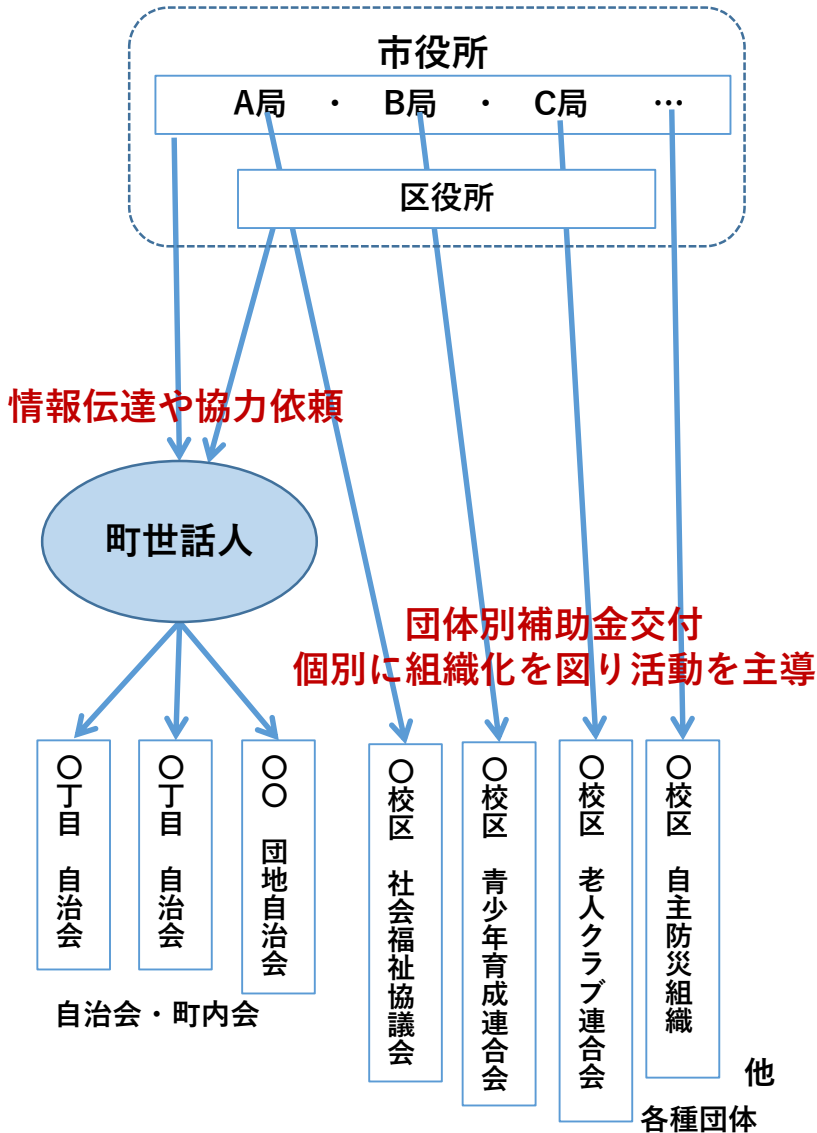 市役所
A局 ・ B局 ・ C局 …
区役所
情報伝達や協力依頼
町世話人
団体別補助金交付
個別に組織化を図り活動を主導
〇丁目 自治会
〇丁目 自治会
〇〇 団地自治会
〇校区 社会福祉協議会
〇校区 青少年育成連合会
〇校区 老人クラブ連合会
〇校区 自主防災組織
自治会・町内会
他
各種団体